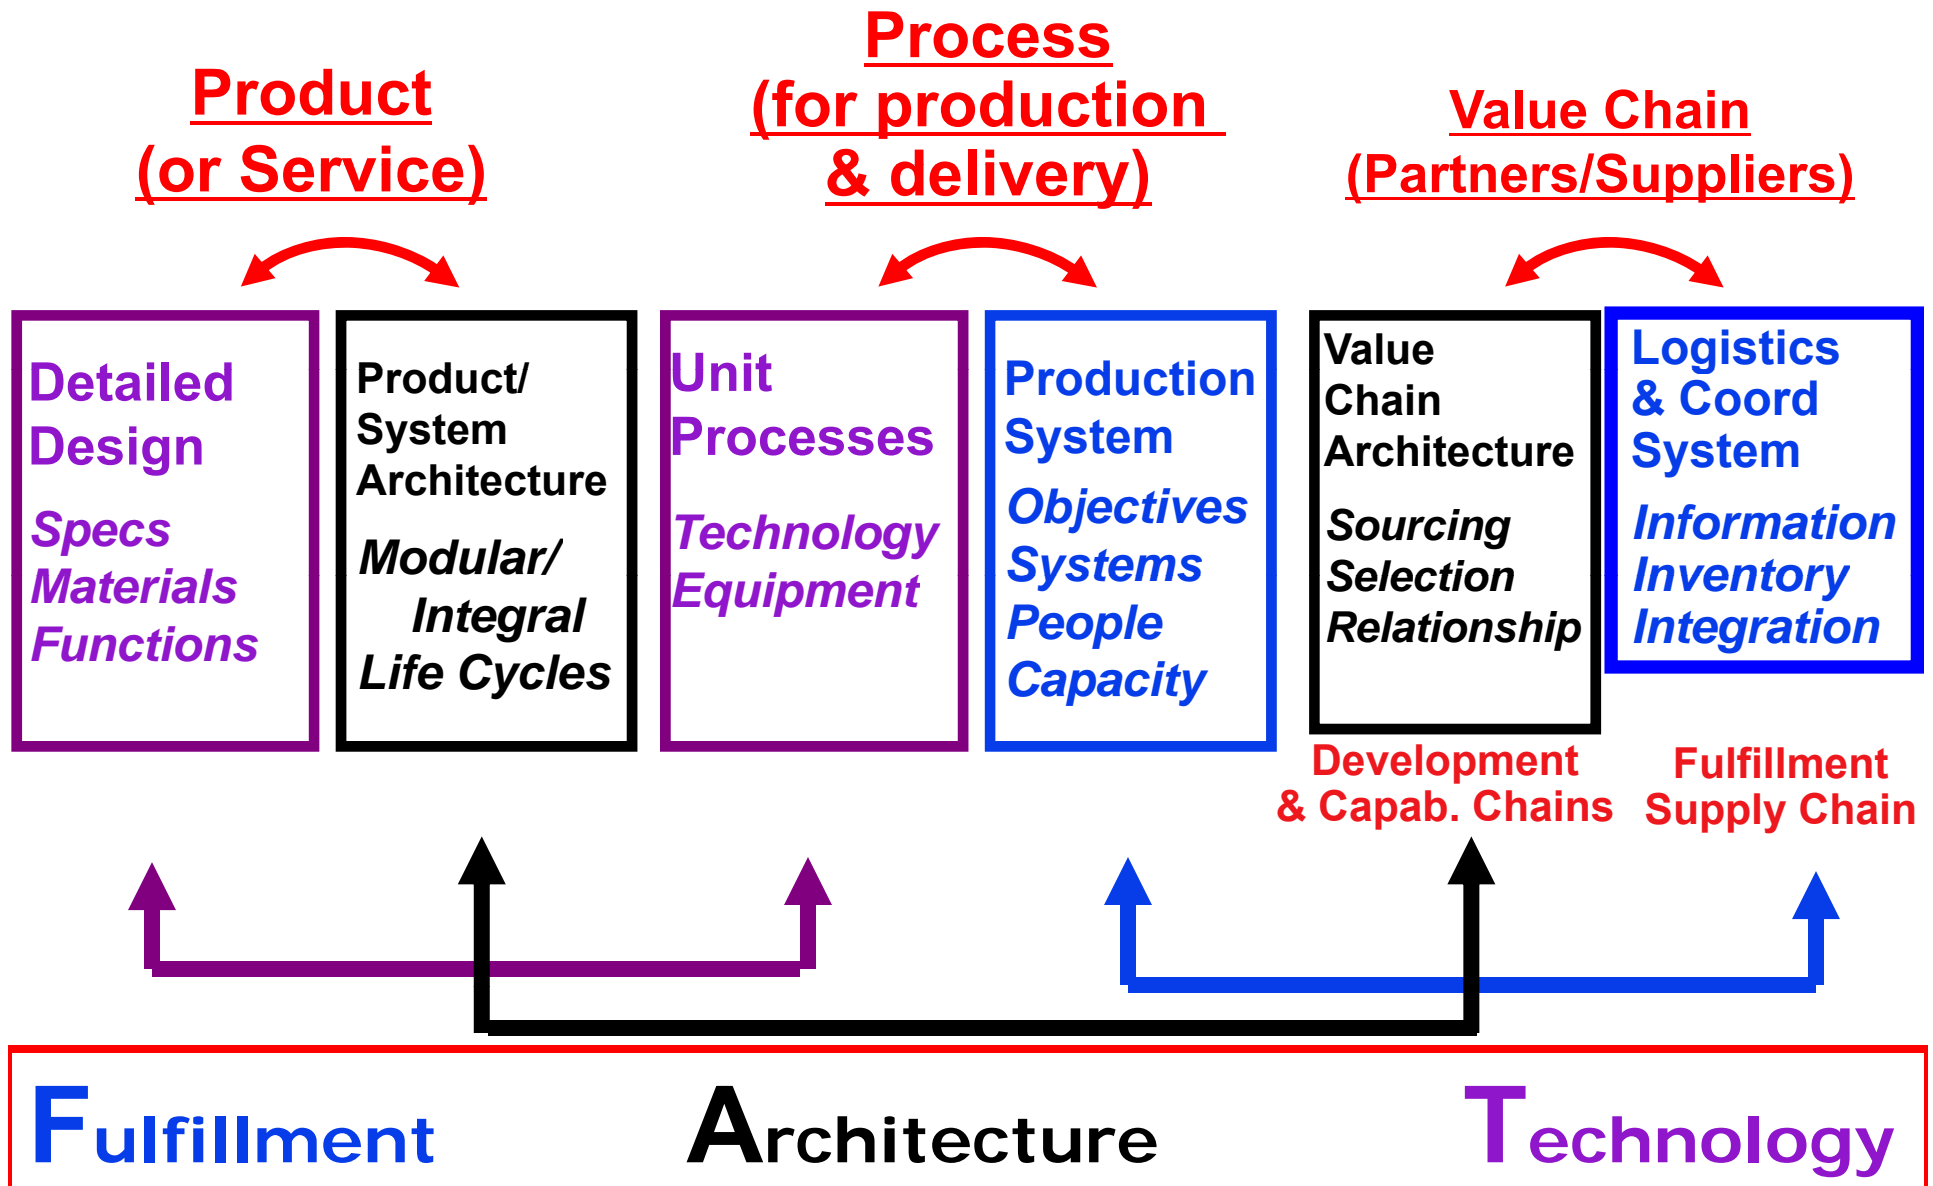 Product
(or Service)
Process
(for production
& delivery)
Value Chain
(Partners/Suppliers)
Detailed
Design
Specs
Materials
Functions
Product/
System
Architecture
Modular/
Integral
Life Cycles
Unit
Processes
Technology
Equipment
Production
System
Objectives
Systems
People
Capacity
Value
Chain
Architecture
Sourcing
Selection
Relationship
Logistics
& Coord
System
Information
Inventory
Integration
Development
& Capab. Chains
Fulfillment
Supply Chain
Fulfillment
Architecture
Technology